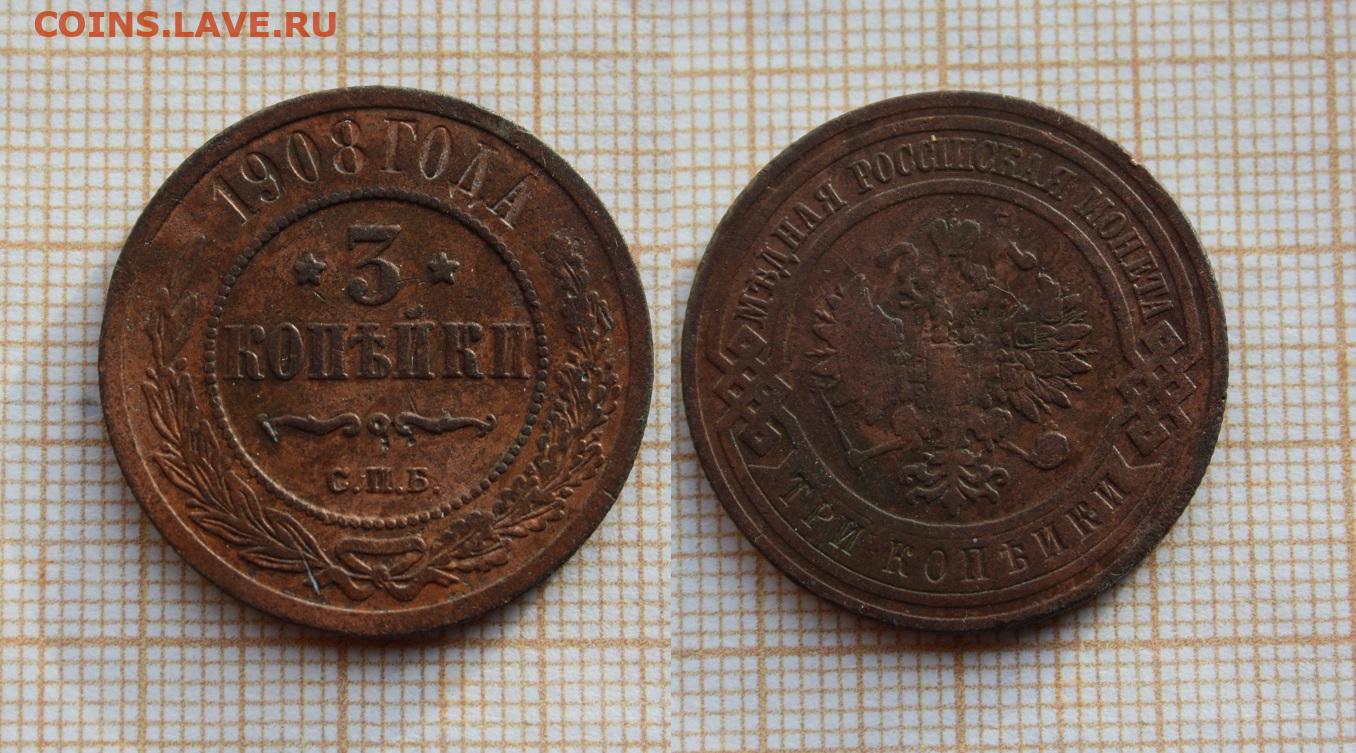 COINS.LAVE.RU
1908 ГОДА
3
КОПѢЙКИ
С.П.Б.
МѢДНАЯ РОССІЙСКАЯ МОНЕТА
ТРИ КОПѢЙКИ